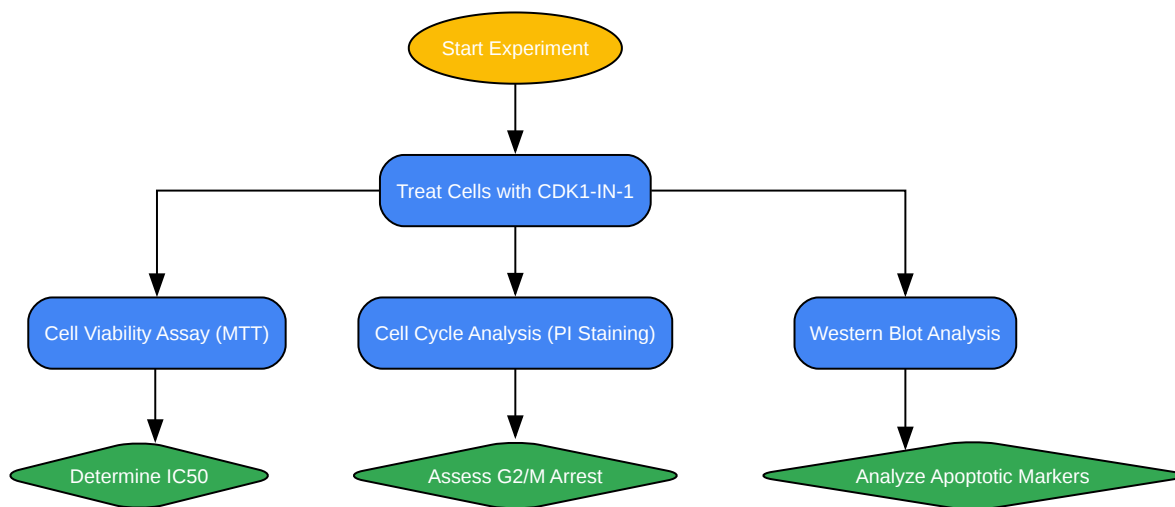 Start Experiment
Treat Cells with CDK1-IN-1
Cell Viability Assay (MTT)
Cell Cycle Analysis (PI Staining)
Western Blot Analysis
Determine IC50
Assess G2/M Arrest
Analyze Apoptotic Markers